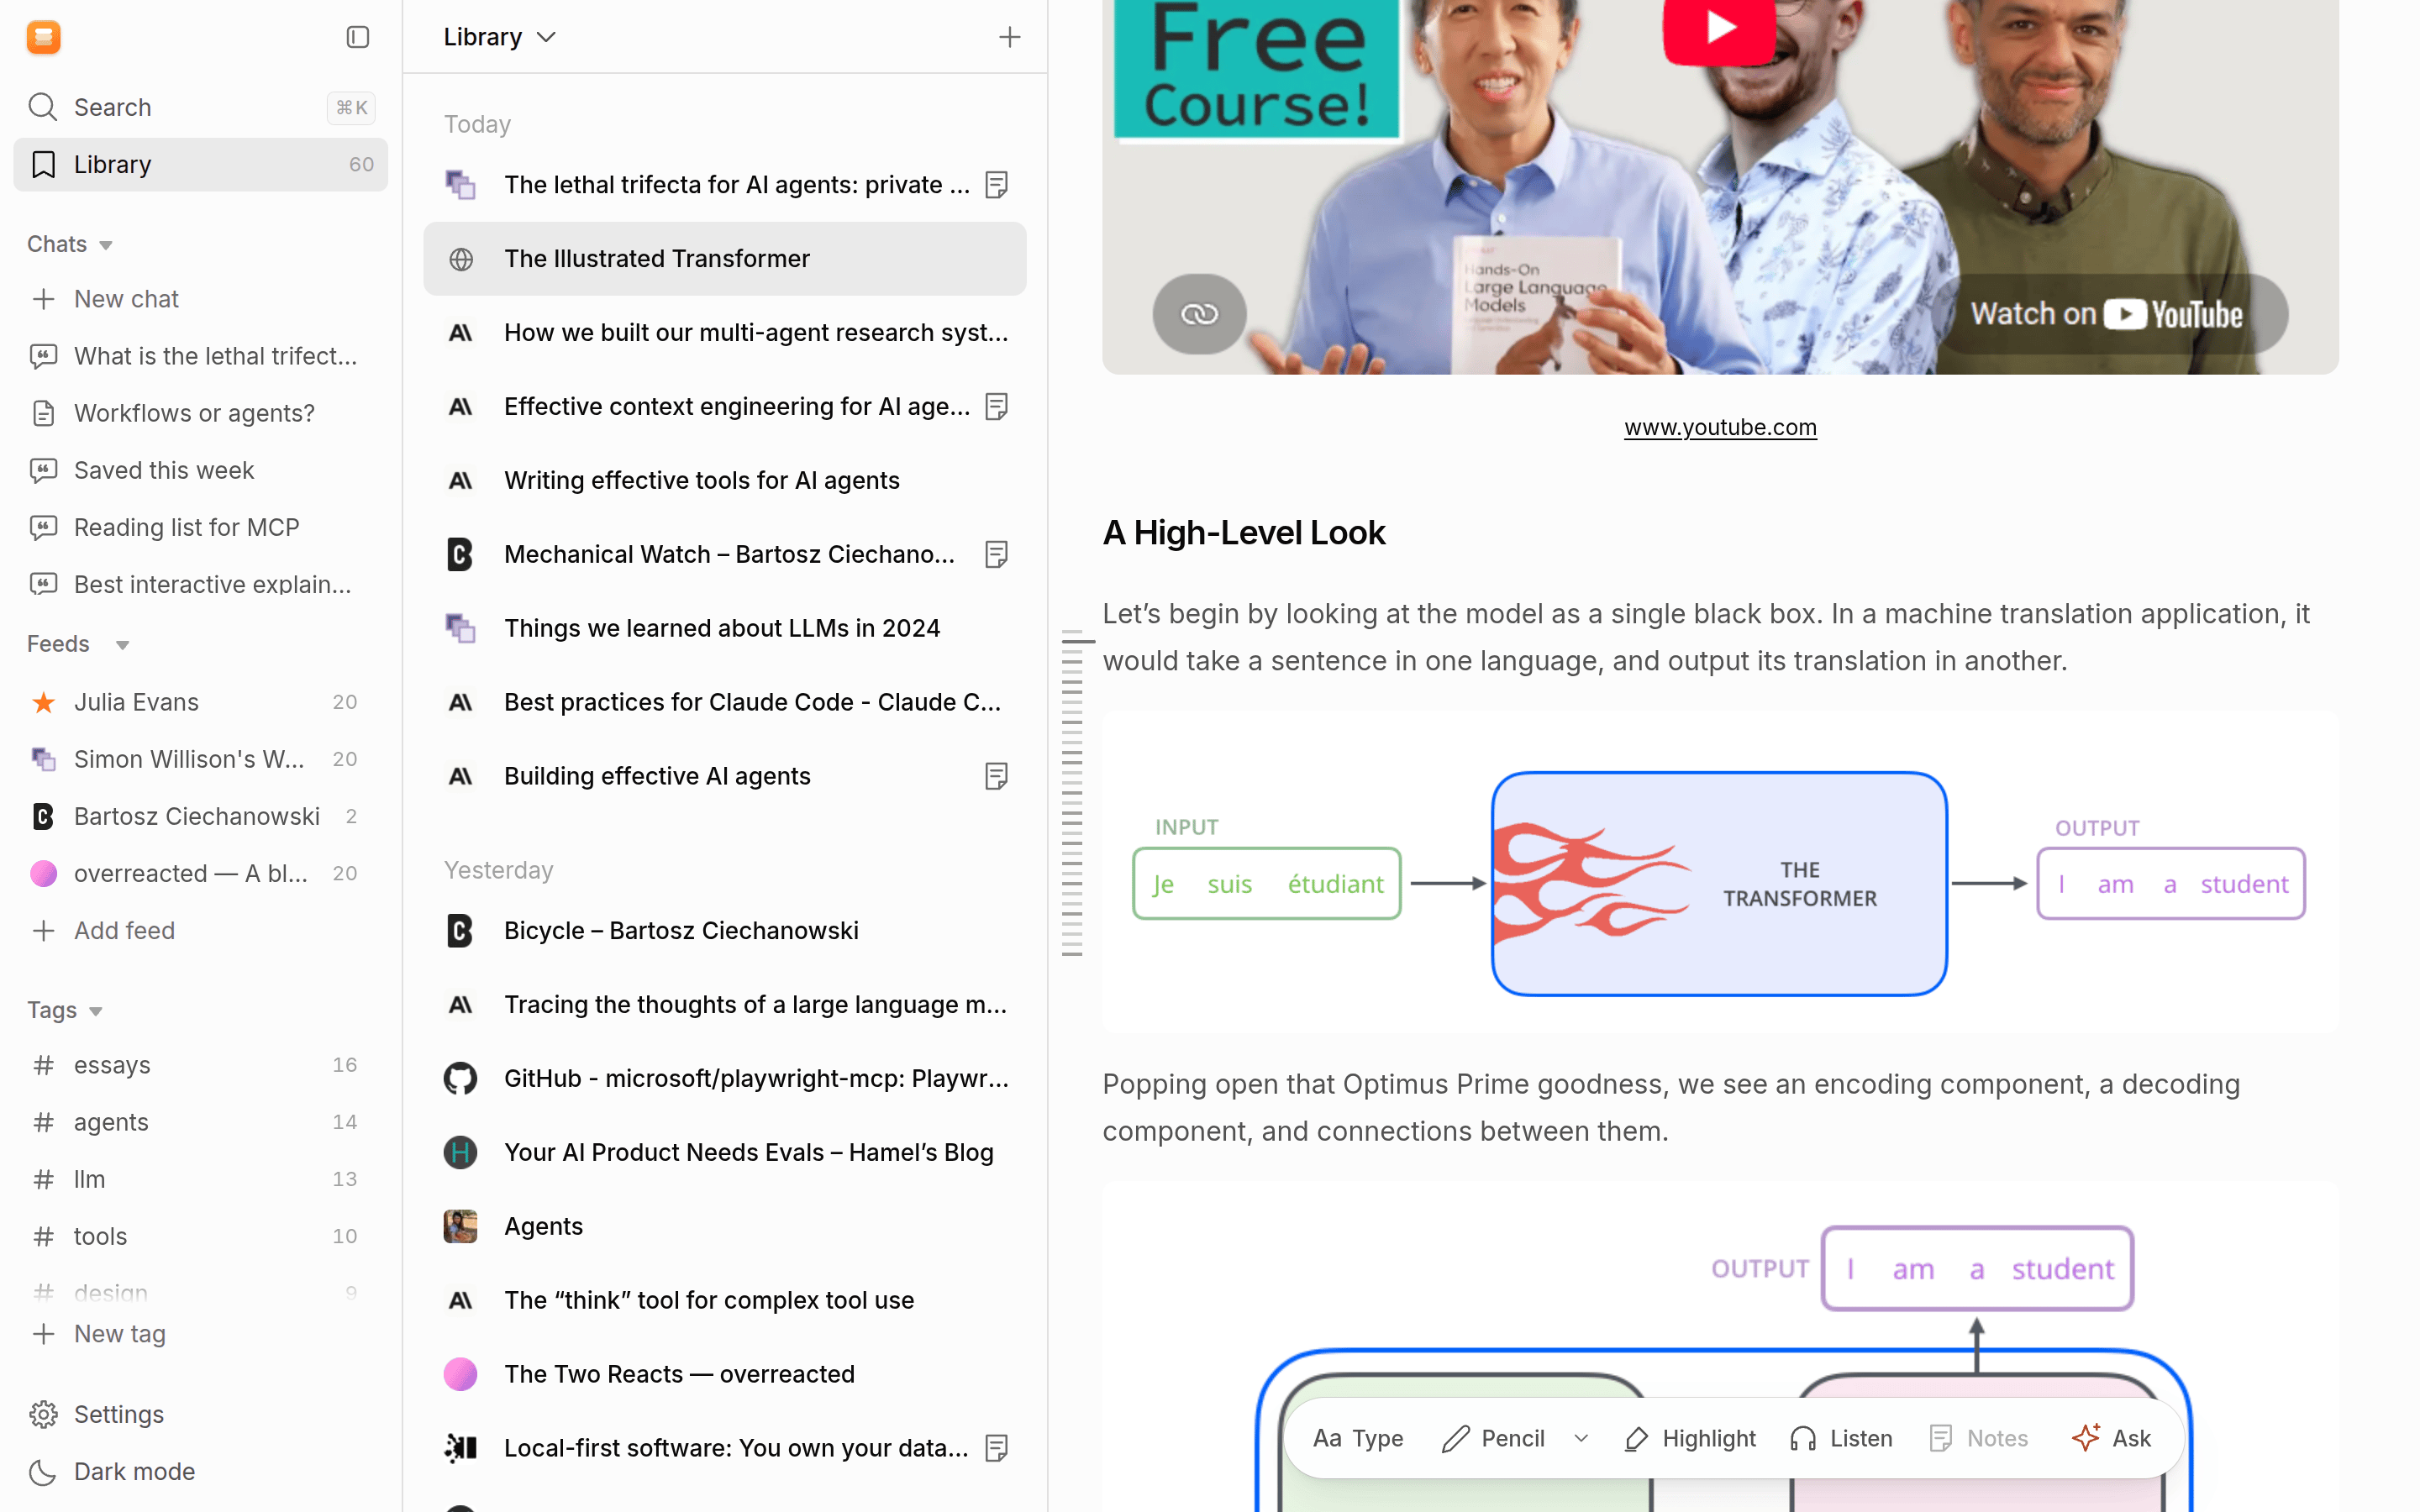 Search
⌘K
Library
60
Chats
New chat
What is the lethal trifect...
Workflows or agents?
Saved this week
Reading list for MCP
Best interactive explain...
Feeds
Julia Evans
20
Simon Willison's W...
20
Bartosz Ciechanowski
2
overreacted — A bl...
20
Add feed
Tags
# essays
16
# agents
14
# llm
13
# tools
10
# design
9
New tag
Settings
Dark mode
Library
Today
The lethal trifecta for AI agents: private ...
The Illustrated Transformer
How we built our multi-agent research syst...
Effective context engineering for AI age...
Writing effective tools for AI agents
Mechanical Watch – Bartosz Ciechano...
Things we learned about LLMs in 2024
Best practices for Claude Code - Claude C...
Building effective AI agents
Yesterday
Bicycle – Bartosz Ciechanowski
Tracing the thoughts of a large language m...
GitHub - microsoft/playwright-mcp: Playwr...
Your AI Product Needs Evals – Hamel’s Blog
Agents
The “think” tool for complex tool use
The Two Reacts — overreacted
Local-first software: You own your data...
Free
Course!
Hands-On
Large Language
Models
Watch on YouTube
www.youtube.com
A High-Level Look
Let’s begin by looking at the model as a single black box. In a machine translation application, it
would take a sentence in one language, and output its translation in another.
INPUT
Je suis étudiant
THE
TRANSFORMER
OUTPUT
I am a student
Popping open that Optimus Prime goodness, we see an encoding component, a decoding
component, and connections between them.
OUTPUT
I am a student
Aa Type
Pencil
Highlight
Listen
Notes
Ask